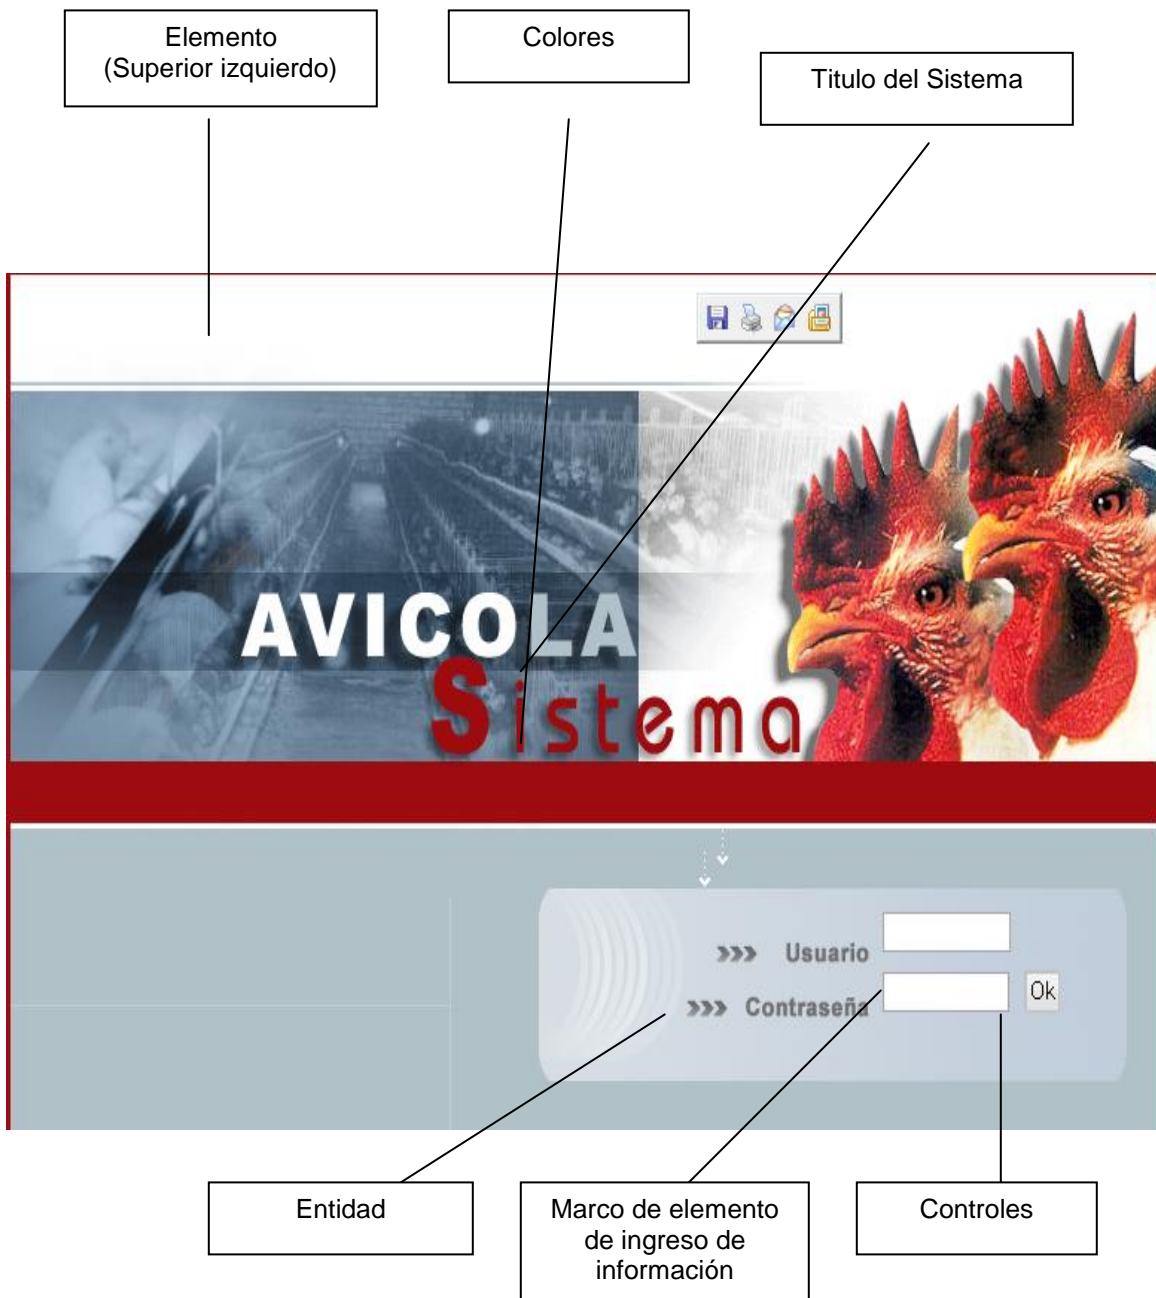 Elemento
(Superior izquierdo)
Colores
Titulo del Sistema
AVICOLA
Sistema
>>> Usuario
>>> Contraseña
Ok
Entidad
Marco de elemento
de ingreso de
información
Controles